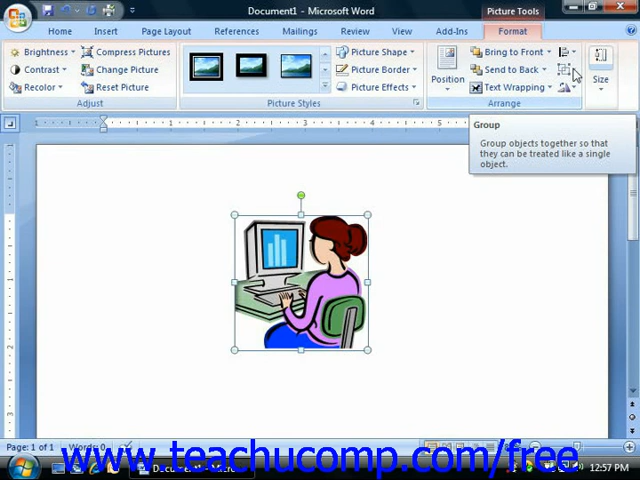 Document1 - Microsoft Word
Picture Tools
Home Insert Page Layout References Mailings Review View Add-Ins Format
Brightness Compress Pictures Picture Shape Bring to Front
Contrast Change Picture Picture Border Position Send to Back Size
Recolor Reset Picture Picture Effects Text Wrapping
Adjust Picture Styles Arrange
Group
Group objects together so that
they can be treated like a single
object.
Page: 1 of 1 Words: 0
www.teachucomp.com/free
12:57 PM